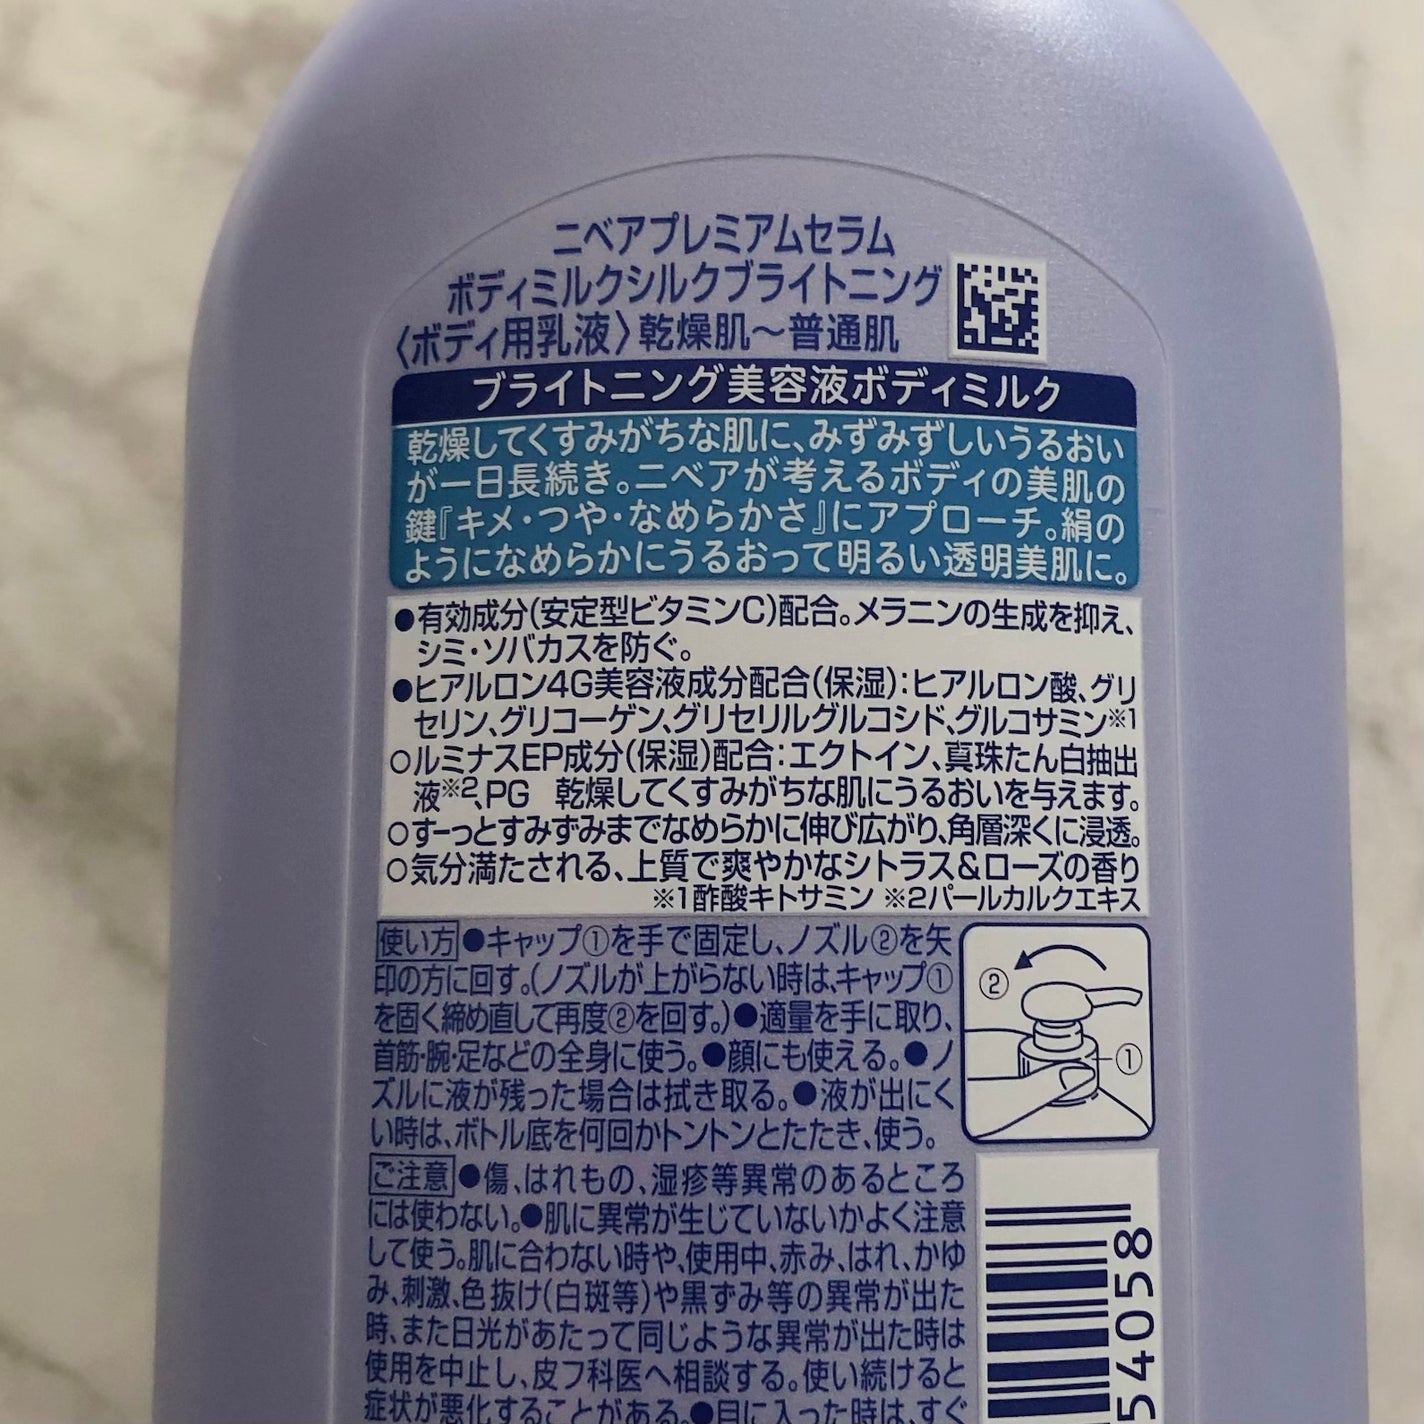 ニベアプレミアムセラム
ボディミルクシルクブライトニング
〈ボディ用乳液〉乾燥肌～普通肌
ブライトニング美容液ボディミルク
乾燥してくすみがちな肌に、みずみずしいうるおい
が一日長続き。ニベアが考えるボディの美肌の
鍵『キメ・つや・なめらかさ』にアプローチ。絹の
ようになめらかにうるおって明るい透明美肌に。
●有効成分(安定型ビタミンC)配合。メラニンの生成を抑え、
シミ・ソバカスを防ぐ。
●ヒアルロン4G美容液成分配合(保湿):ヒアルロン酸、グリ
セリン、グリコーゲン、グリセリルグルコシド、グルコサミン※1
○ルミナスEP成分(保湿)配合:エクトイン、真珠たん白抽出
液※2、PG 乾燥してくすみがちな肌にうるおいを与えます。
○すーっとすみずみまでなめらかに伸び広がり、角層深くに浸透。
○気分満たされる、上質で爽やかなシトラス&ローズの香り
※1酢酸キトサミン ※2パールカルクエキス
使い方●キャップ①を手で固定し、ノズル②を矢
印の方に回す。(ノズルが上がらない時は、キャップ①
を固く締め直して再度②を回す。)●適量を手に取り、
首筋・腕・足などの全身に使う。●顔にも使える。●ノ
ズルに液が残った場合は拭き取る。●液が出にく
い時は、ボトル底を何回かトントンとたたき、使う。
②
①
ご注意●傷、はれもの、湿疹等異常のあるところ
には使わない。●肌に異常が生じていないかよく注意
して使う。肌に合わない時や、使用中、赤み、はれ、かゆ
み、刺激、色抜け(白斑等)や黒ずみ等の異常が出た
時、また日光があたって同じような異常が出た時は
使用を中止し、皮フ科医へ相談する。使い続けると
症状が悪化することがある。●目に入った時は、すぐ
54058